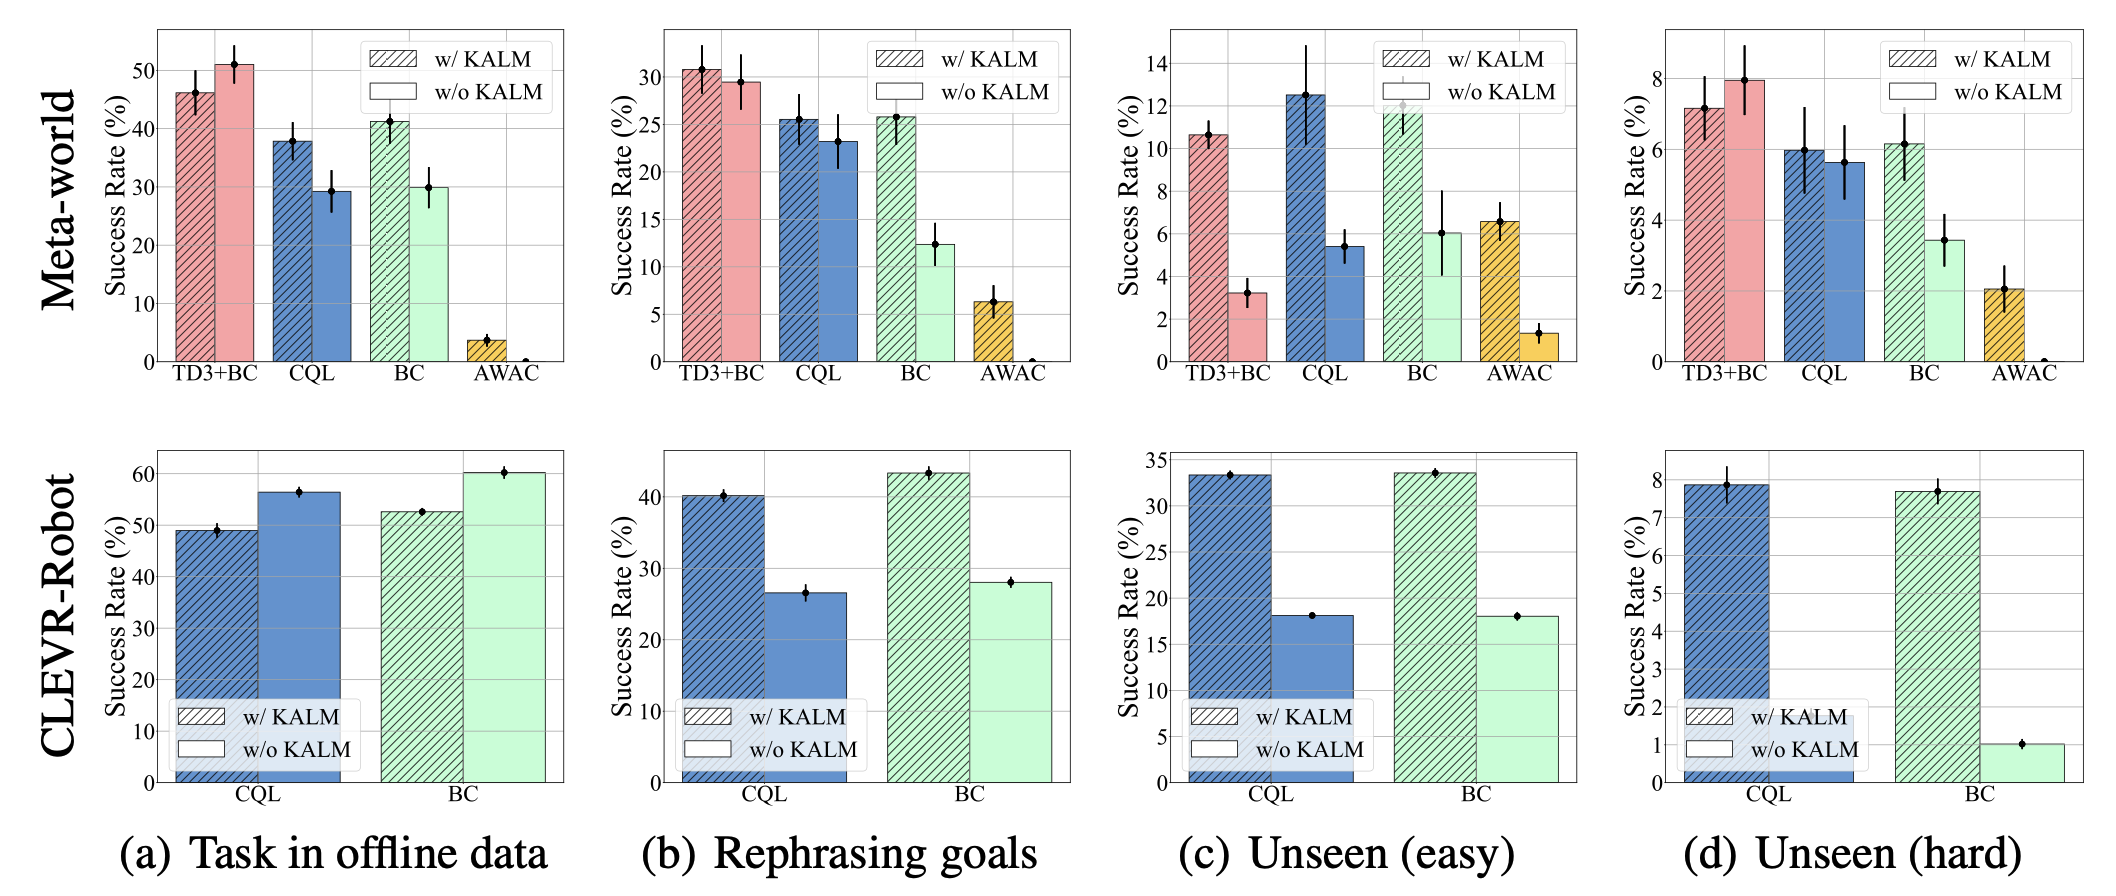 Meta-world
Success Rate (%)
50
40
30
20
10
0
w/ KALM
w/o KALM
TD3+BC
CQL
BC
AWAC
Success Rate (%)
30
25
20
15
10
5
0
w/ KALM
w/o KALM
TD3+BC
CQL
BC
AWAC
Success Rate (%)
14
12
10
8
6
4
2
0
w/ KALM
w/o KALM
TD3+BC
CQL
BC
AWAC
Success Rate (%)
8
6
4
2
0
w/ KALM
w/o KALM
TD3+BC
CQL
BC
AWAC
CLEVR-Robot
Success Rate (%)
60
50
40
30
20
10
0
w/ KALM
w/o KALM
CQL
BC
Success Rate (%)
40
30
20
10
0
w/ KALM
w/o KALM
CQL
BC
Success Rate (%)
35
30
25
20
15
10
5
0
w/ KALM
w/o KALM
CQL
BC
Success Rate (%)
8
7
6
5
4
3
2
1
0
w/ KALM
w/o KALM
CQL
BC
(a) Task in offline data
(b) Rephrasing goals
(c) Unseen (easy)
(d) Unseen (hard)